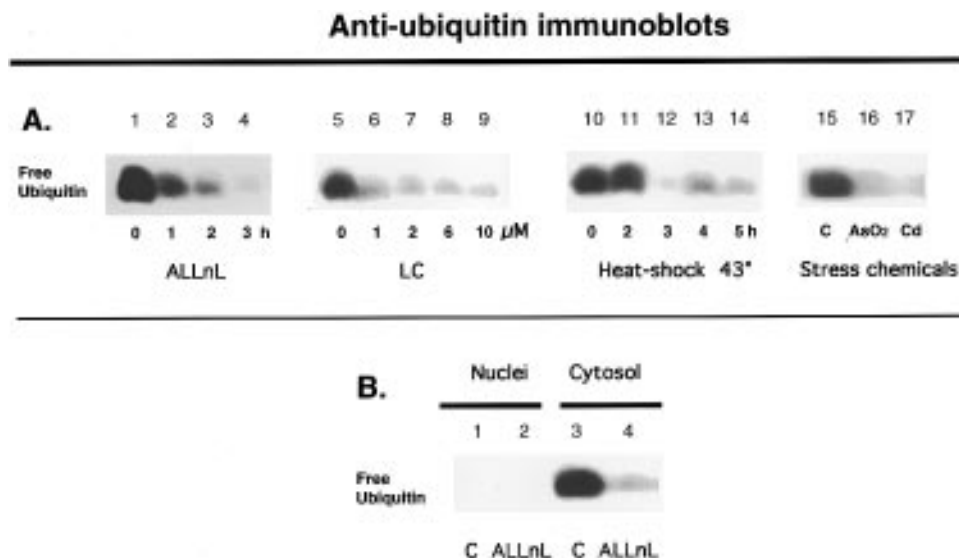 Anti-ubiquitin immunoblots
A.
1 2 3 4 5 6 7 8 9 10 11 12 13 14 15 16 17
Free
Ubiquitin
0 1 2 3 h 0 1 2 6 10 µM 0 2 3 4 5 h C AsO₂ Cd
ALLnL LC Heat-shock 43° Stress chemicals
B.
Nuclei Cytosol
1 2 3 4
Free
Ubiquitin
C ALLnL C ALLnL